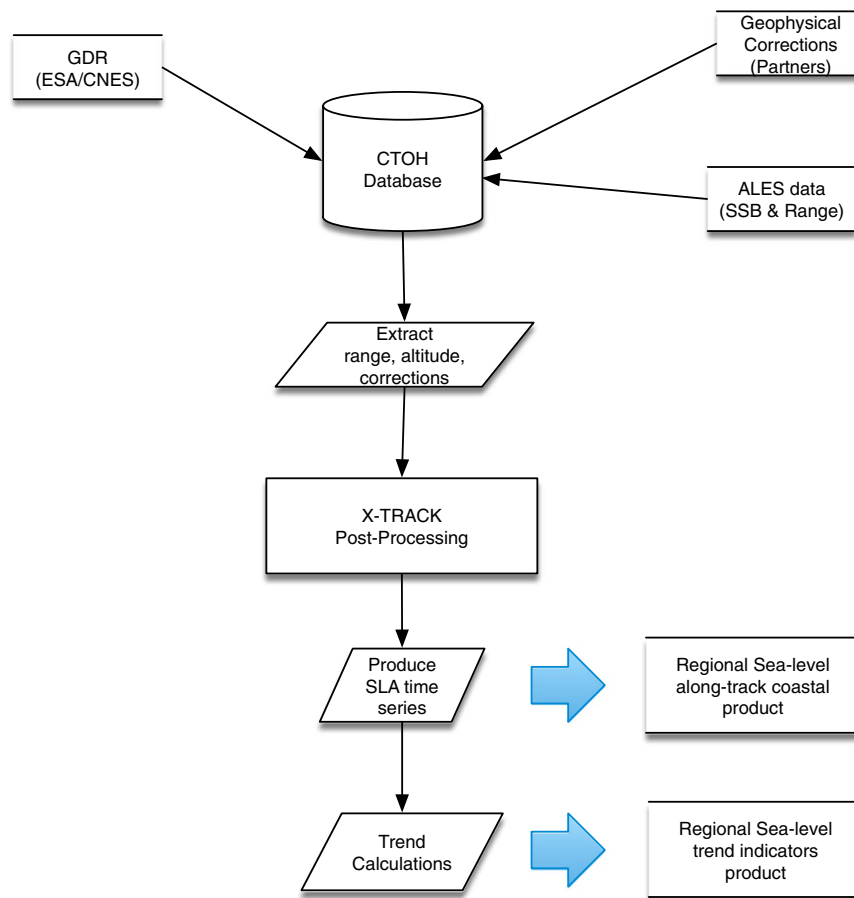 GDR
(ESA/CNES)
Geophysical
Corrections
(Partners)
CTOH
Database
ALES data
(SSB & Range)
Extract
range, altitude,
corrections
X-TRACK
Post-Processing
Produce
SLA time
series
Regional Sea-level
along-track coastal
product
Trend
Calculations
Regional Sea-level
trend indicators
product